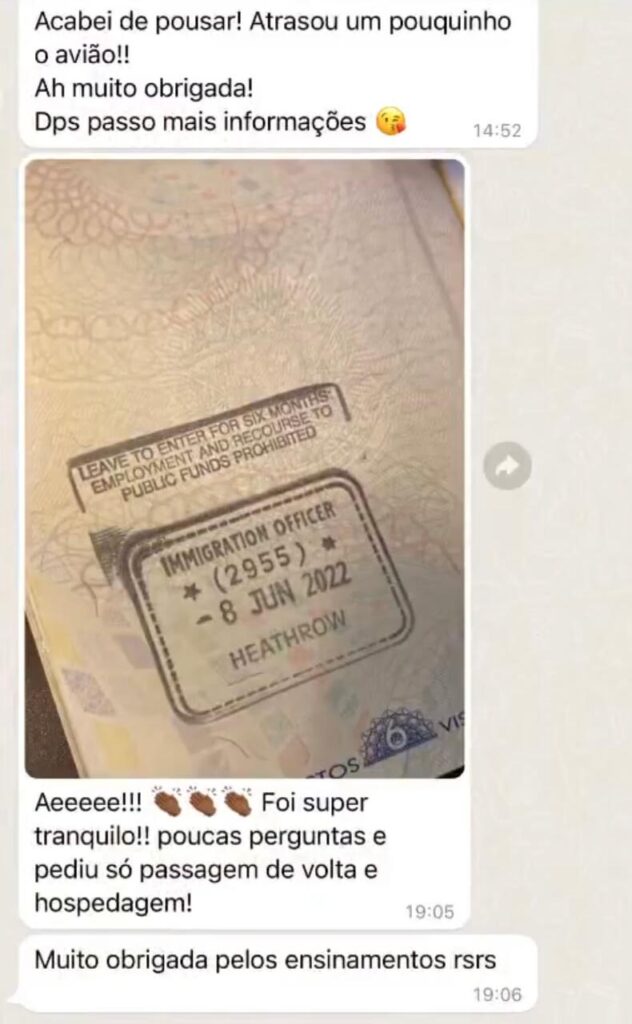 Acabei de pousar! Atrasou um pouquinho
o avião!!
Ah muito obrigada!
Dps passo mais informações 😘
14:52
LEAVE TO ENTER FOR SIX MONTHS:
EMPLOYMENT AND RECOURSE TO
PUBLIC FUNDS PROHIBITED
IMMIGRATION OFFICER
* (2955) *
- 8 JUN 2022
HEATHROW
6
Aeeeee!!! 👏🏾👏🏾👏🏾 Foi super
tranquilo!! poucas perguntas e
pediu só passagem de volta e
hospedagem!
19:05
Muito obrigada pelos ensinamentos rsrs
19:06